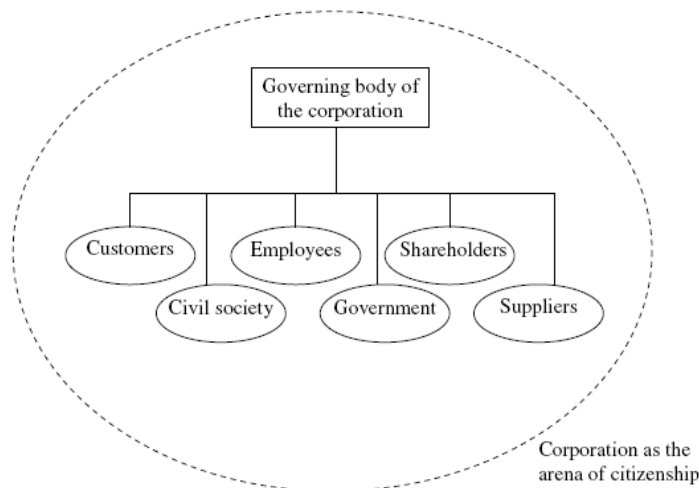 Governing body of
the corporation
Customers
Employees
Shareholders
Civil society
Government
Suppliers
Corporation as the
arena of citizenship